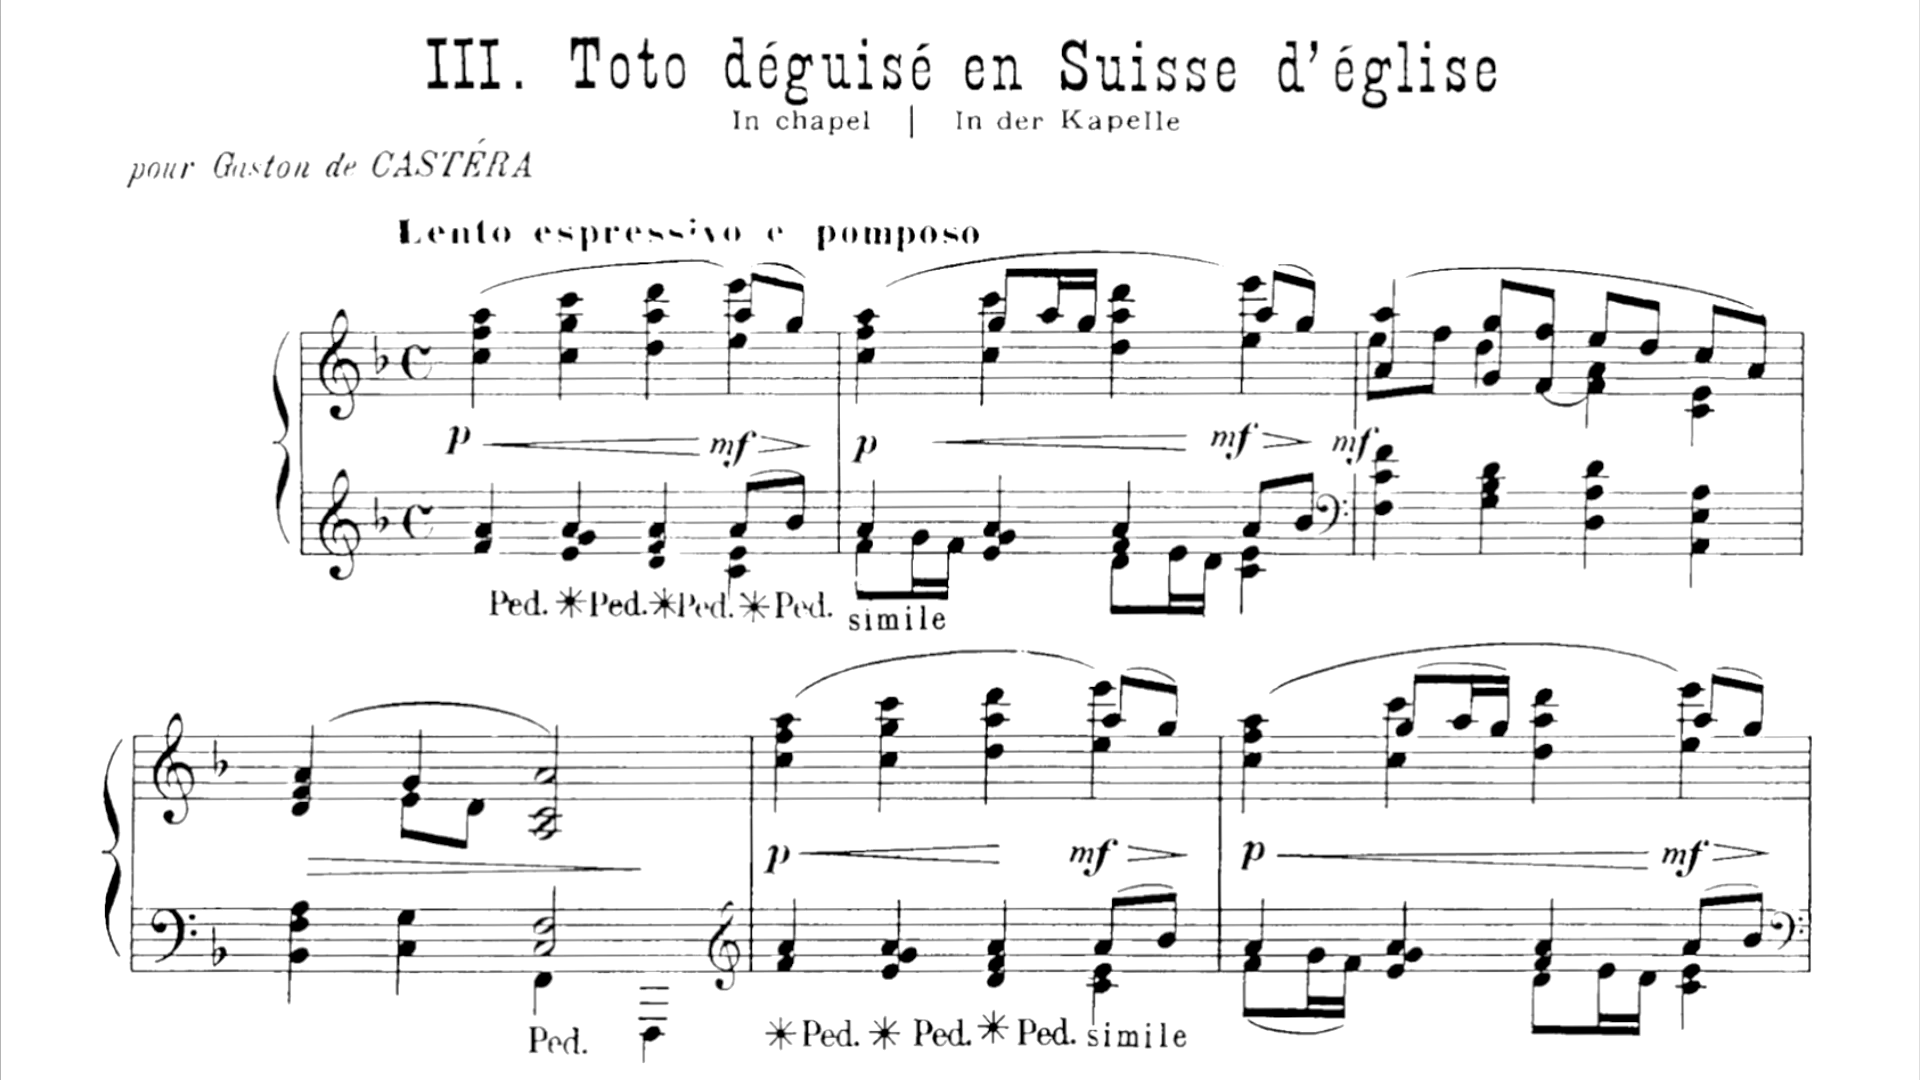 III. Toto déguisé en Suisse d'église
In chapel | In der Kapelle
pour Gaston de CASTÉRA
Lento espressivo e pomposo
p mf p mf mf
Ped. Ped. Ped. Ped. simile
p mf p mf
Ped. Ped. Ped. Ped. simile